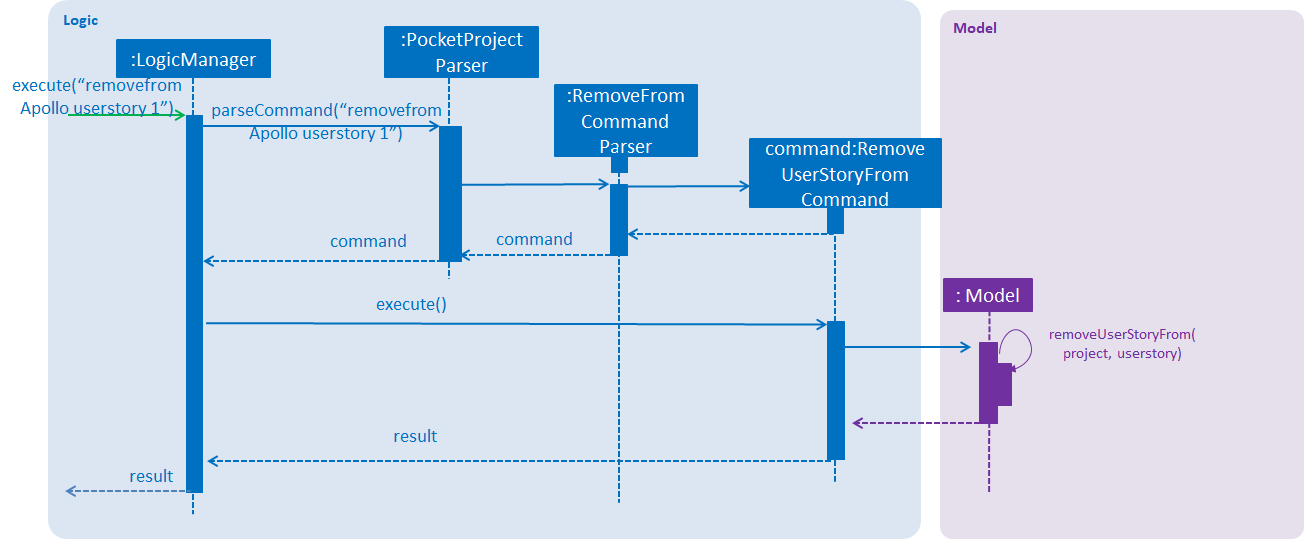 Logic
Model
:LogicManager
:PocketProject
Parser
execute(“removefrom
Apollo userstory 1”)
parseCommand(“removefrom
Apollo userstory 1”)
:RemoveFrom
Command
Parser
command:Remove
UserStoryFrom
Command
command
command
: Model
execute()
removeUserStoryFrom(
project, userstory)
result
result